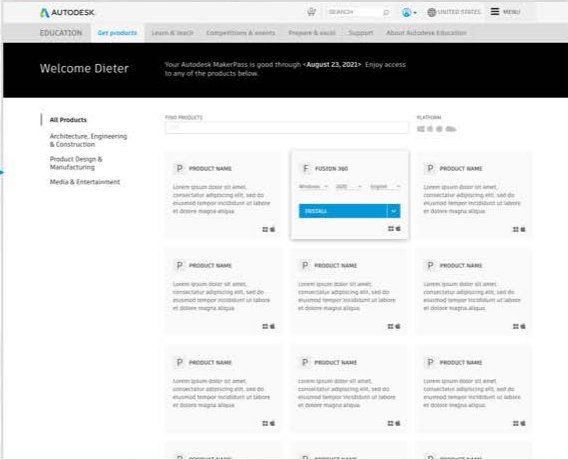 AUTODESK.
SEARCH
UNITED STATES
MENU
EDUCATION
Get products
Learn & teach
Competitions & events
Prepare & excel
Support
About Autodesk Education
Welcome Dieter
Your Autodesk MakerPass is good through <August 23, 2021>. Enjoy access
to any of the products below.
All Products
Architecture, Engineering
& Construction
Product Design &
Manufacturing
Media & Entertainment
FIND PRODUCTS
PLATFORM
P PRODUCT NAME
Lorem ipsum dolor sit amet,
consectatur adipiscing elit, sed do
eiusmod tempor incididunt ut labore
et dolore magna aliqua.
F FUSION 360
Windows
2020
English
INSTALL
P PRODUCT NAME
Lorem ipsum dolor sit amet,
consectatur adipiscing elit, sed do
eiusmod tempor incididunt ut labore
et dolore magna aliqua.
P PRODUCT NAME
Lorem ipsum dolor sit amet,
consectatur adipiscing elit, sed do
eiusmod tempor incididunt ut labore
et dolore magna aliqua.
P PRODUCT NAME
Lorem ipsum dolor sit amet,
consectatur adipiscing elit, sed do
eiusmod tempor incididunt ut labore
et dolore magna aliqua.
P PRODUCT NAME
Lorem ipsum dolor sit amet,
consectatur adipiscing elit, sed do
eiusmod tempor incididunt ut labore
et dolore magna aliqua.
P PRODUCT NAME
Lorem ipsum dolor sit amet,
consectatur adipiscing elit, sed do
eiusmod tempor incididunt ut labore
et dolore magna aliqua.
P PRODUCT NAME
Lorem ipsum dolor sit amet,
consectatur adipiscing elit, sed do
eiusmod tempor incididunt ut labore
et dolore magna aliqua.
P PRODUCT NAME
Lorem ipsum dolor sit amet,
consectatur adipiscing elit, sed do
eiusmod tempor incididunt ut labore
et dolore magna aliqua.